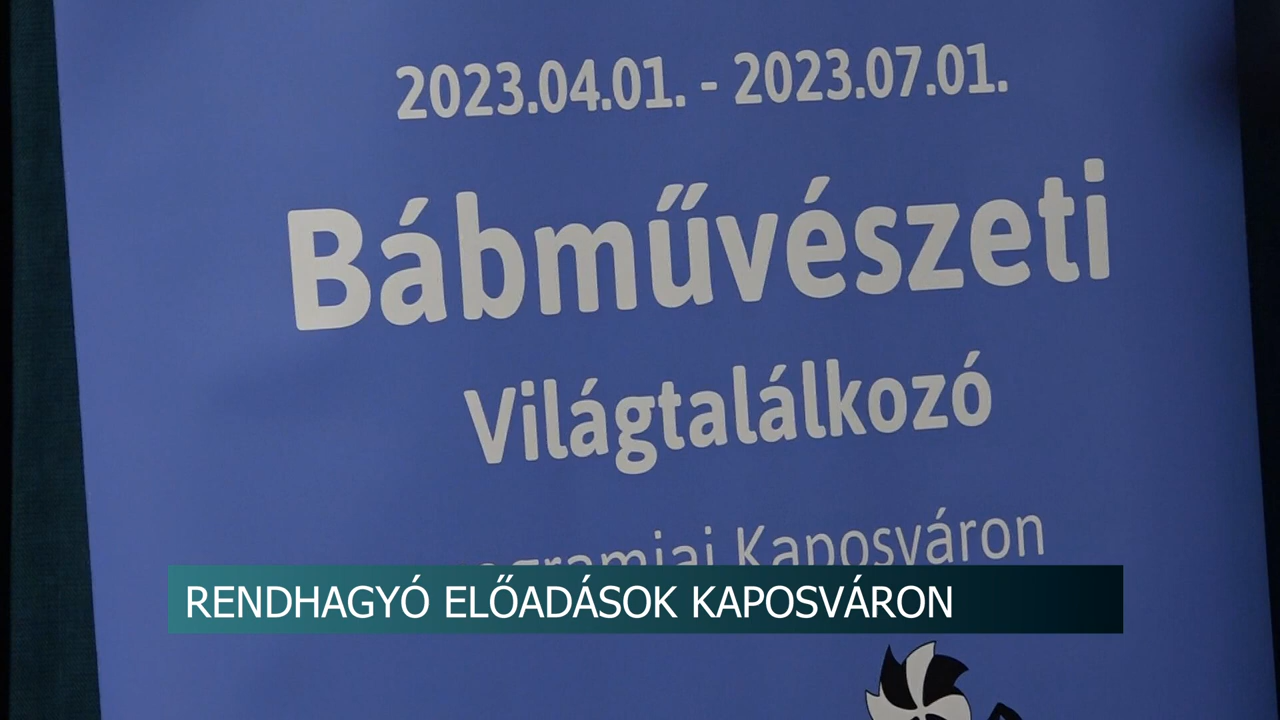 2023.04.01. - 2023.07.01.
Bábművészeti
Világtalálkozó
Kaposváron
RENDHAGYÓ ELŐADÁSOK KAPOSVÁRON